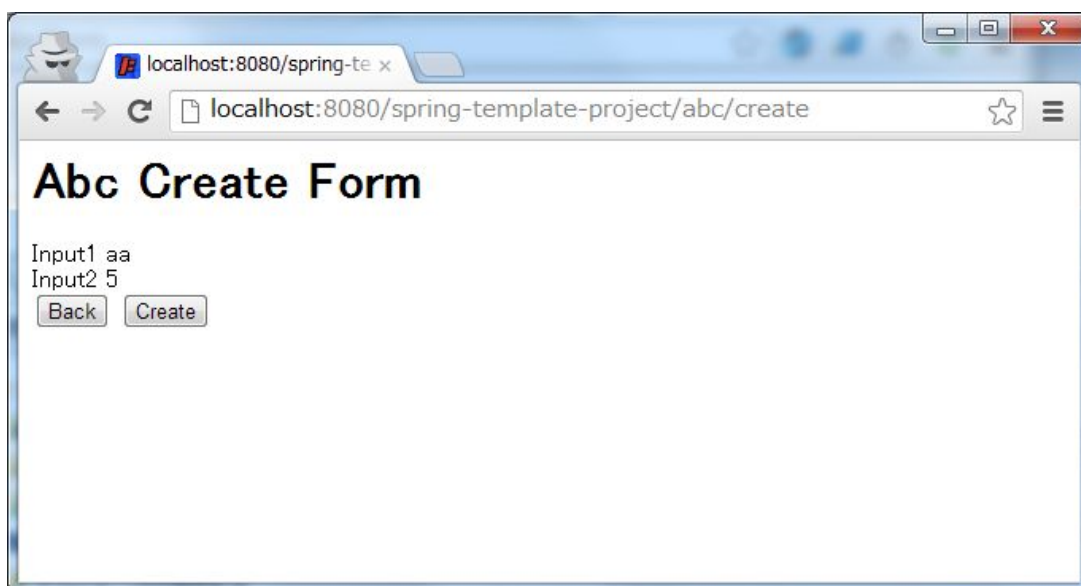 localhost:8080/spring-te
localhost:8080/spring-template-project/abc/create
Abc Create Form
Input1 aa
Input2 5
Back Create